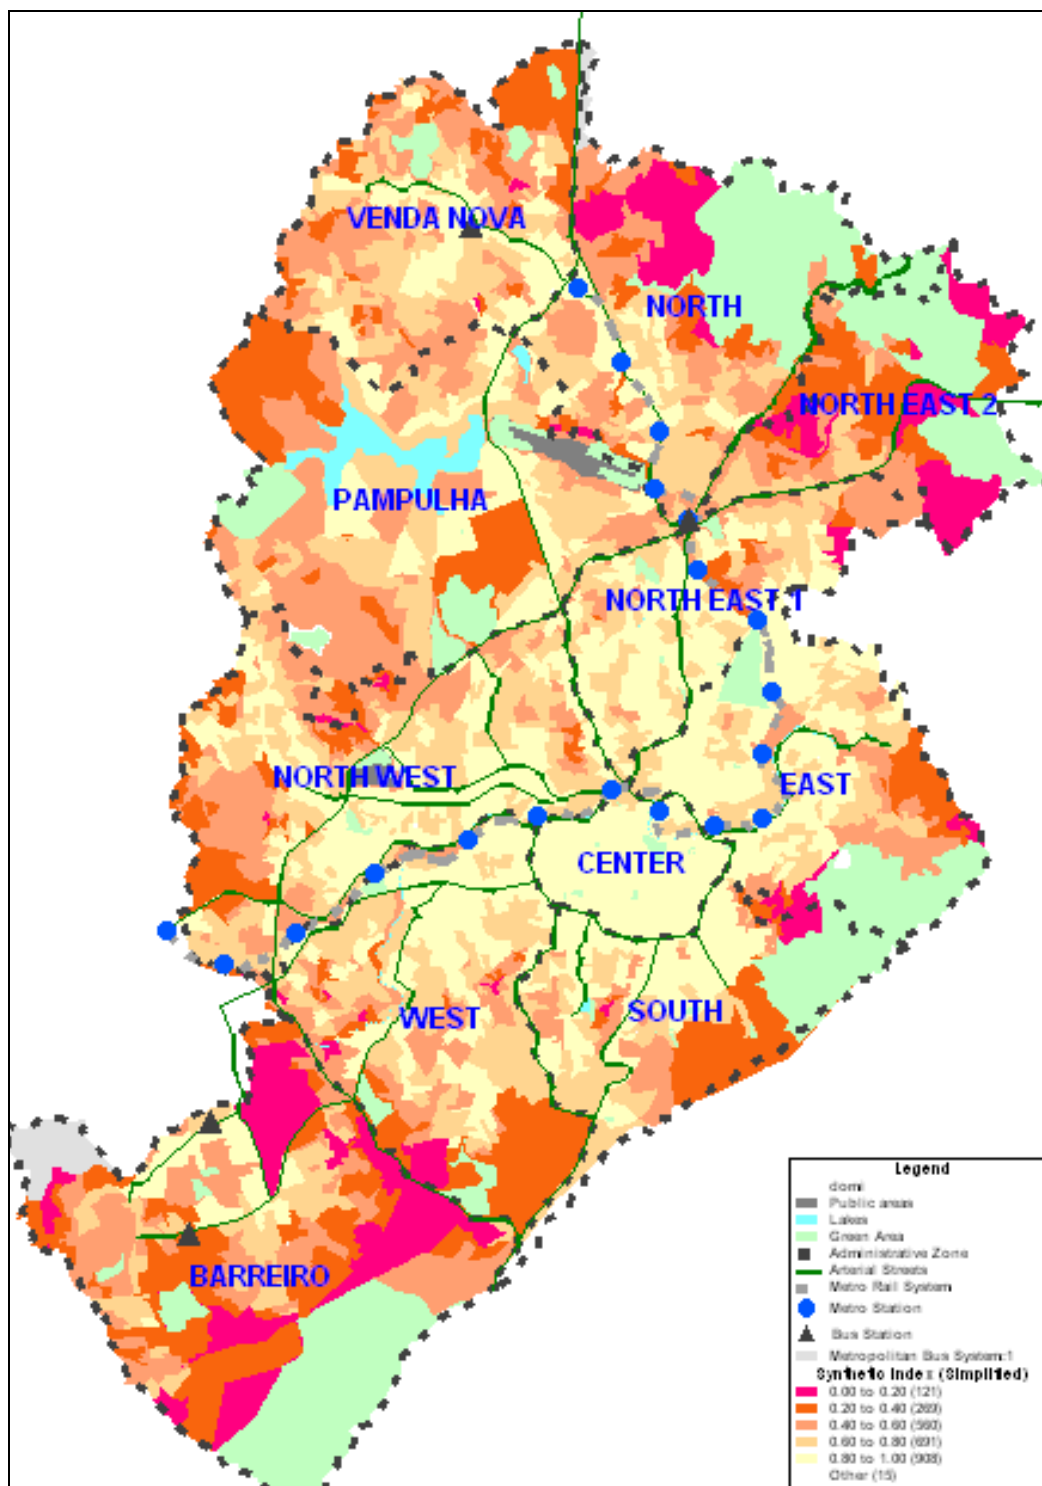 VENDA NOVA
NORTH
NORTH EAST 2
PAMPULHA
NORTH EAST 1
NORTH WEST
EAST
CENTER
WEST
SOUTH
BARREIRO
Legend
domi
Public areas
Lakes
Green Area
Administrative Zone
Arterial Streets
Metro Rail System
Metro Station
Bus Station
Metropolitan Bus System:1
Synthetic Index (Simplified)
0.00 to 0.20 (121)
0.20 to 0.40 (269)
0.40 to 0.60 (560)
0.60 to 0.80 (691)
0.80 to 1.00 (908)
Other (15)